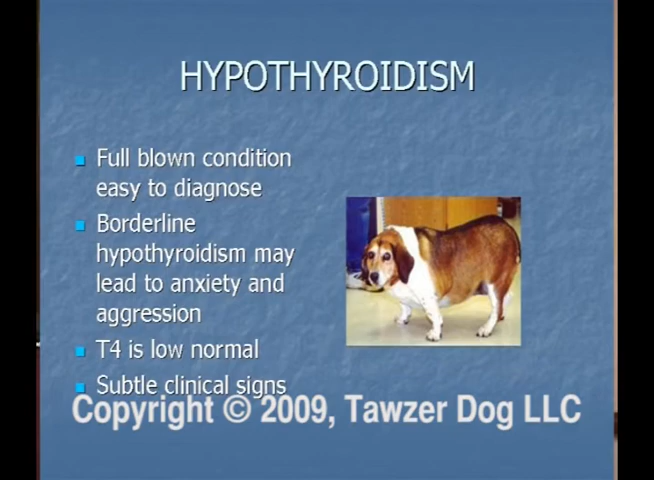 HYPOTHYROIDISM
Full blown condition
easy to diagnose
Borderline
hypothyroidism may
lead to anxiety and
aggression
T4 is low normal
Subtle clinical signs
Copyright © 2009, Tawzer Dog LLC